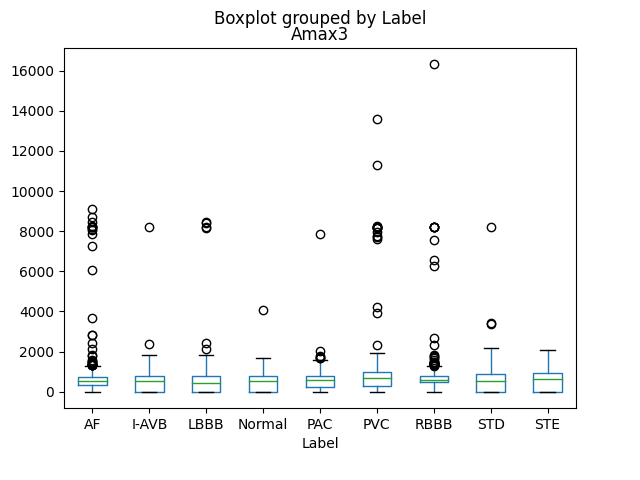 Boxplot grouped by Label
Amax3
16000
14000
12000
10000
8000
6000
4000
2000
0
AF I-AVB LBBB Normal PAC PVC RBBB STD STE
Label